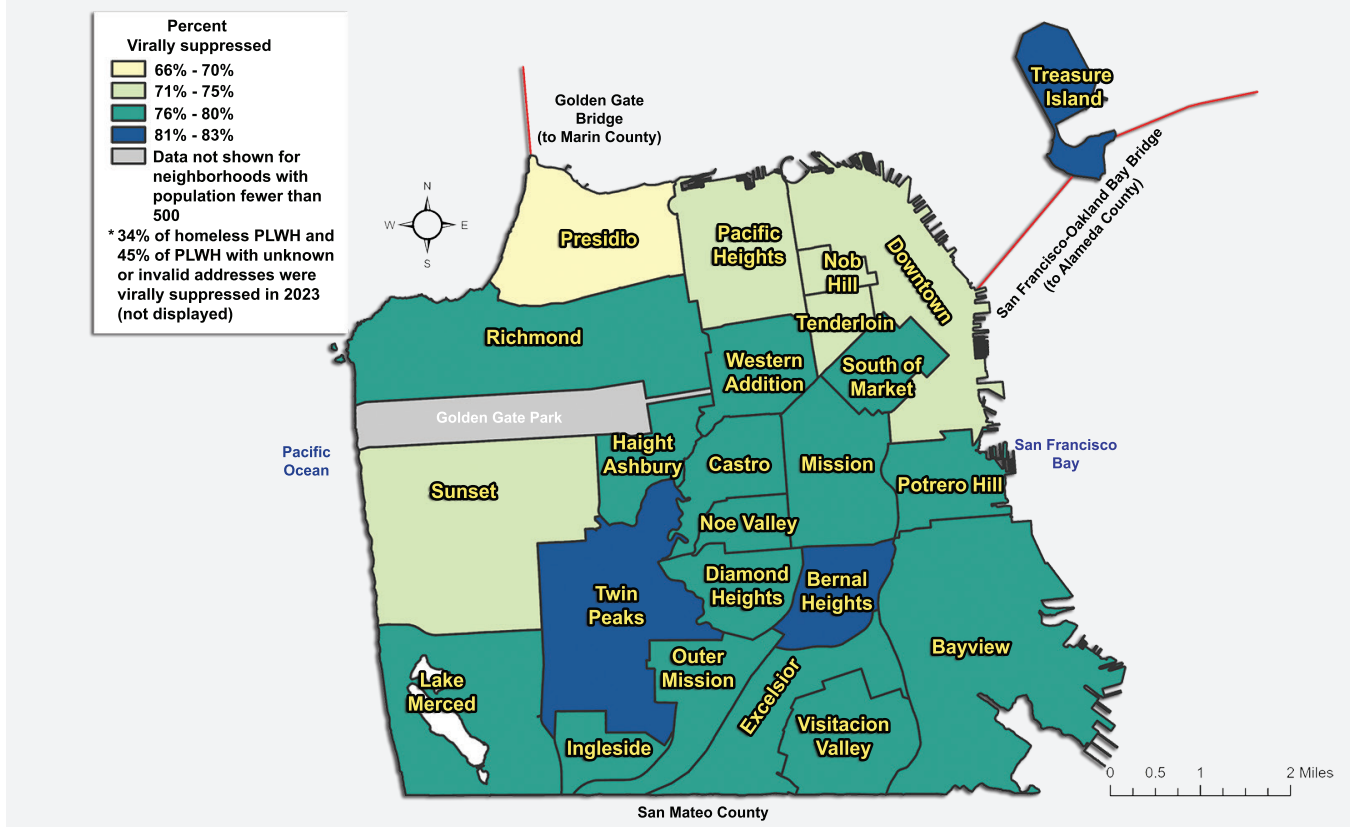 Percent
Virally suppressed
66% - 70%
71% - 75%
76% - 80%
81% - 83%
Data not shown for
neighborhoods with
population fewer than
500
* 34% of homeless PLWH and
45% of PLWH with unknown
or invalid addresses were
virally suppressed in 2023
(not displayed)
Golden Gate
Bridge
(to Marin County)
Treasure
Island
San Francisco-Oakland Bay Bridge
(to Alameda County)
N
W
E
S
Presidio
Pacific
Heights
Nob
Hill
Downtown
Tenderloin
Richmond
Western
Addition
South of
Market
Golden Gate Park
Pacific
Ocean
San Francisco
Bay
Haight
Ashbury
Castro
Mission
Potrero Hill
Sunset
Noe Valley
Diamond
Heights
Bernal
Heights
Twin
Peaks
Bayview
Outer
Mission
Excelsior
Lake
Merced
Visitacion
Valley
Ingleside
0 0.5 1 2 Miles
San Mateo County